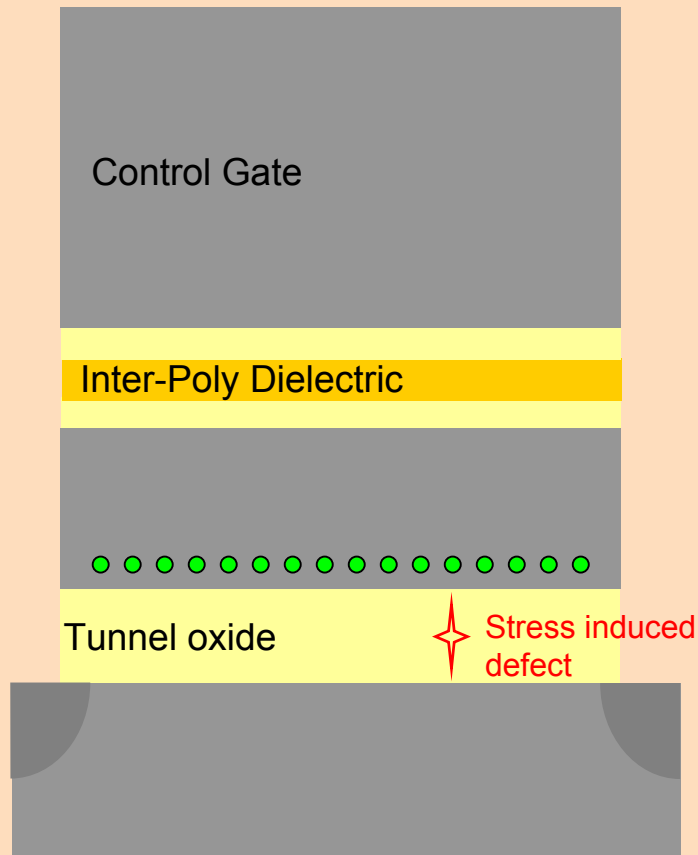 Control Gate
Inter-Poly Dielectric
Tunnel oxide
Stress induced
defect